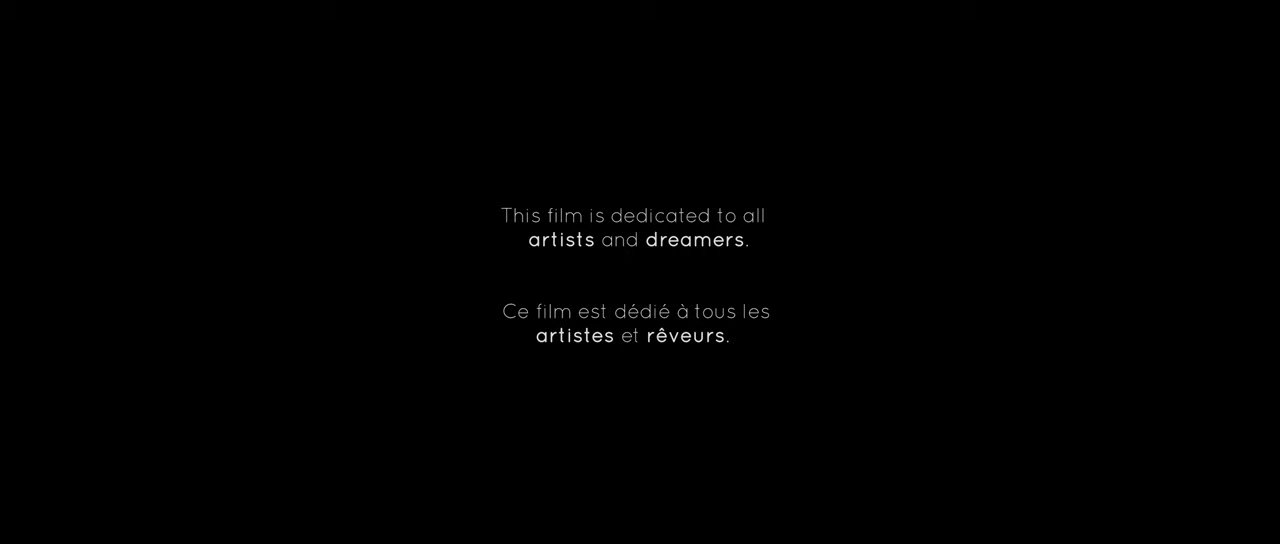 This film is dedicated to all
artists and dreamers.
Ce film est dédié à tous les
artistes et rêveurs.